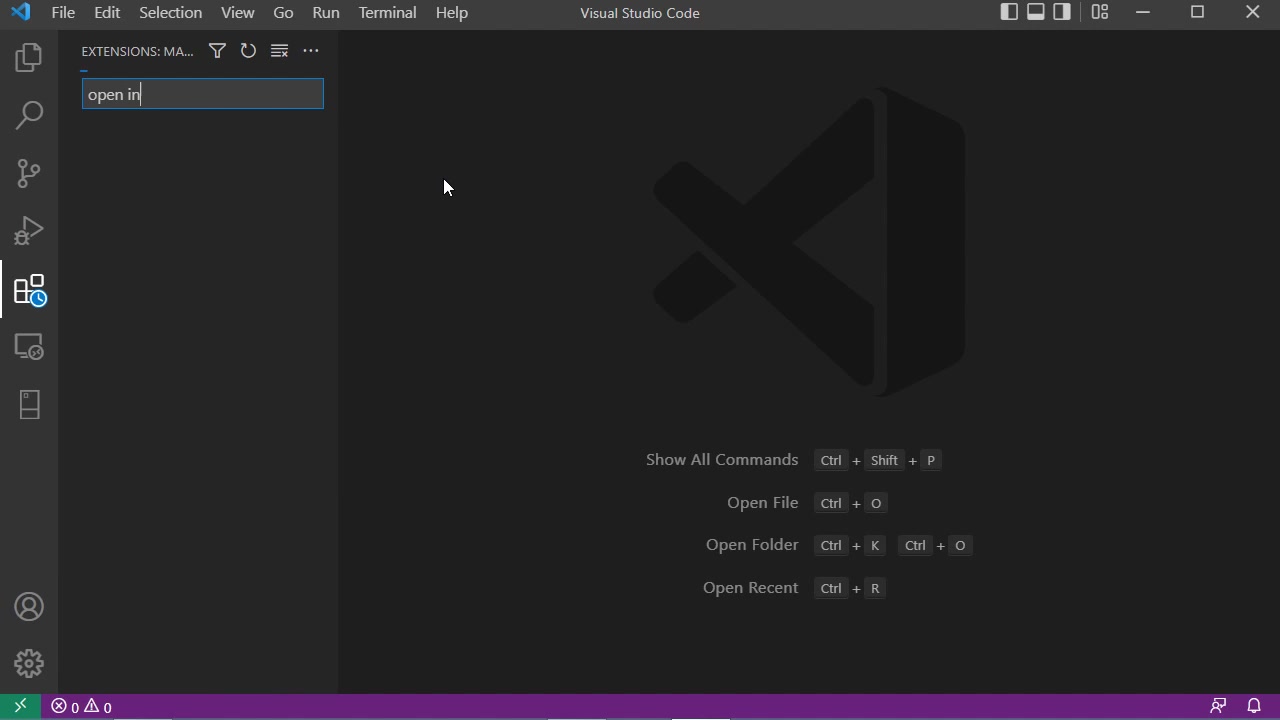 File Edit Selection View Go Run Terminal Help Visual Studio Code
EXTENSIONS: MA...
open in
Show All Commands Ctrl + Shift + P
Open File Ctrl + O
Open Folder Ctrl + K Ctrl + O
Open Recent Ctrl + R
0 0